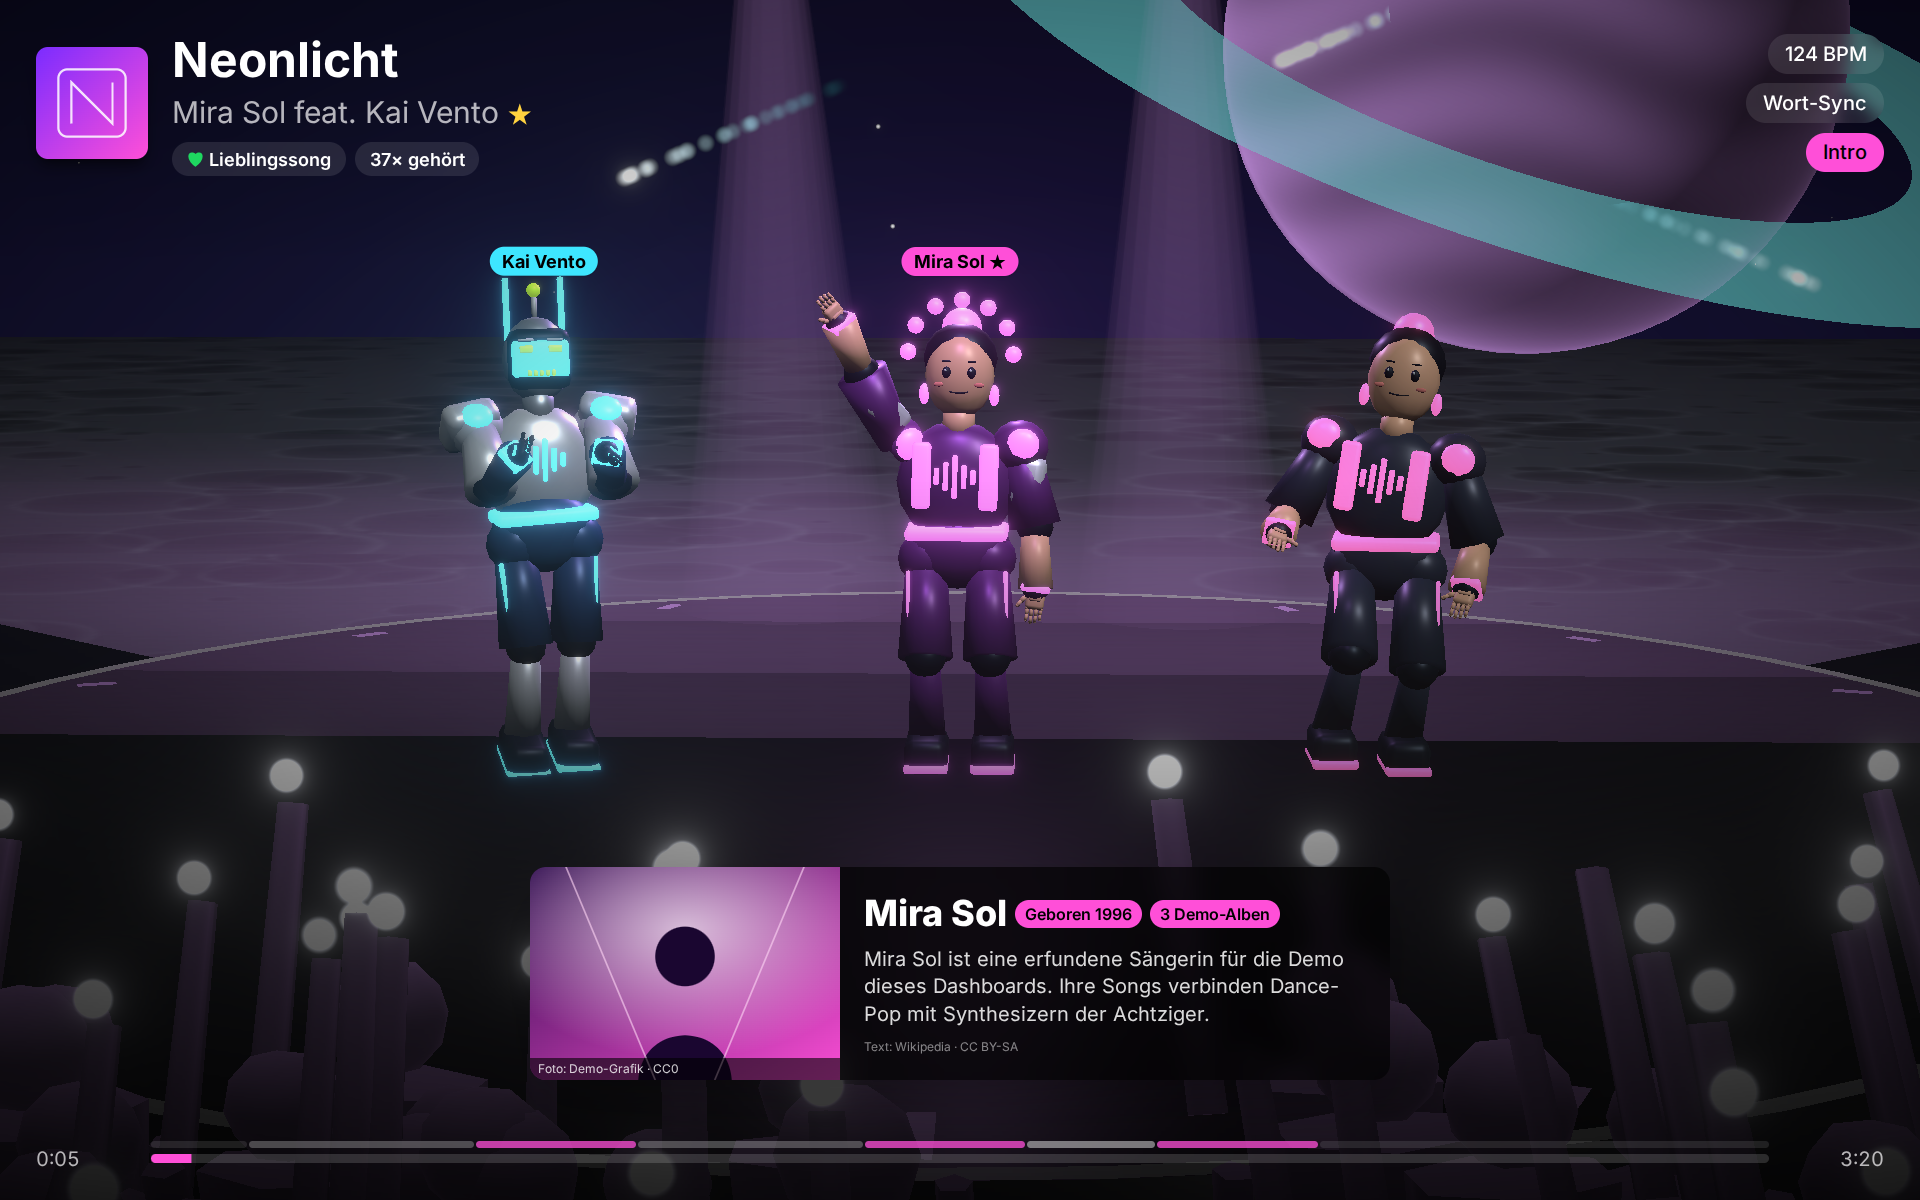 N
Neonlicht
Mira Sol feat. Kai Vento ★
Lieblingssong
37× gehört
124 BPM
Wort-Sync
Intro
Kai Vento
Mira Sol ★
Mira Sol
Geboren 1996
3 Demo-Alben
Mira Sol ist eine erfundene Sängerin für die Demo
dieses Dashboards. Ihre Songs verbinden Dance-
Pop mit Synthesizern der Achtziger.
Text: Wikipedia · CC BY-SA
Foto: Demo-Grafik · CC0
0:05
3:20